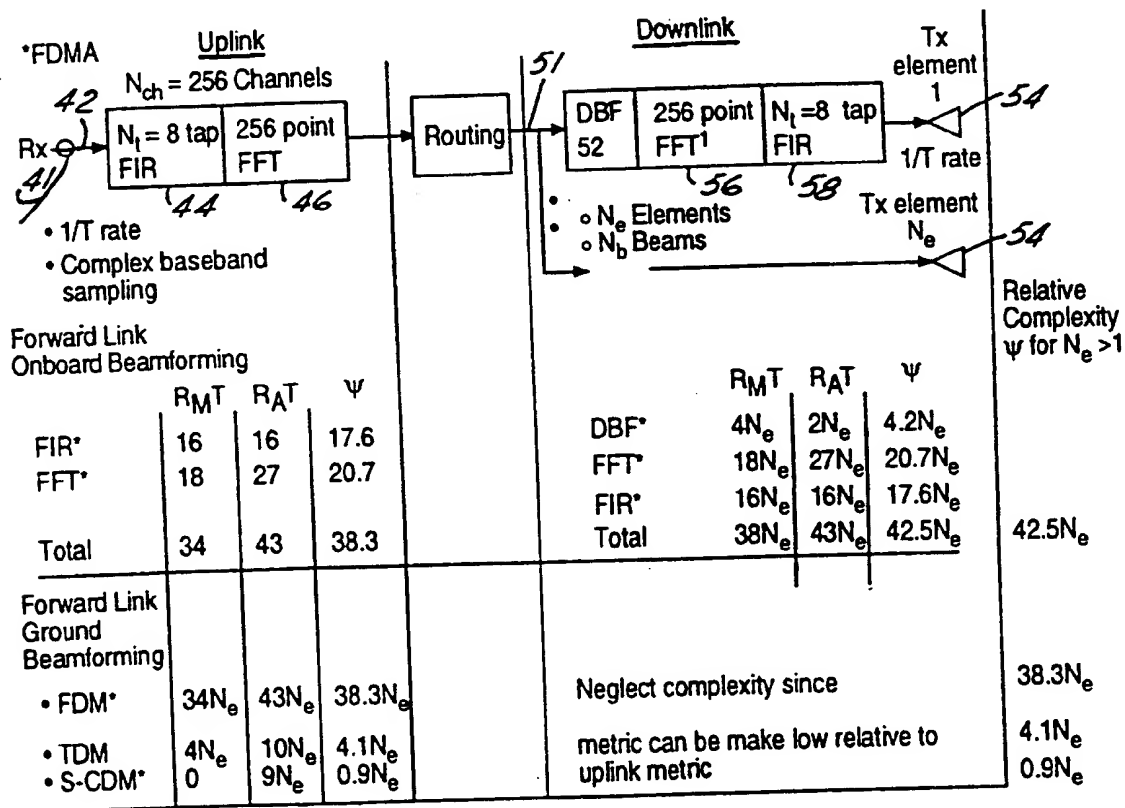 *FDMA
Uplink
N_ch = 256 Channels
42
Rx
41
N_t = 8 tap FIR
256 point FFT
44
46
• 1/T rate
• Complex baseband sampling
Routing
51
Downlink
DBF 52
256 point FFT¹
N_t = 8 tap FIR
56
58
Tx element 1
54
1/T rate
N_e Elements
N_b Beams
Tx element N_e
54
Relative Complexity ψ for N_e >1
Forward Link
Onboard Beamforming
R_MT R_AT ψ
FIR* 16 16 17.6
FFT* 18 27 20.7
Total 34 43 38.3
R_MT R_AT ψ
DBF* 4N_e 2N_e 4.2N_e
FFT* 18N_e 27N_e 20.7N_e
FIR* 16N_e 16N_e 17.6N_e
Total 38N_e 43N_e 42.5N_e 42.5N_e
Forward Link
Ground
Beamforming
• FDM* 34N_e 43N_e 38.3N_e
Neglect complexity since
38.3N_e
• TDM 4N_e 10N_e 4.1N_e
metric can be make low relative to
4.1N_e
• S-CDM* 0 9N_e 0.9N_e
uplink metric
0.9N_e